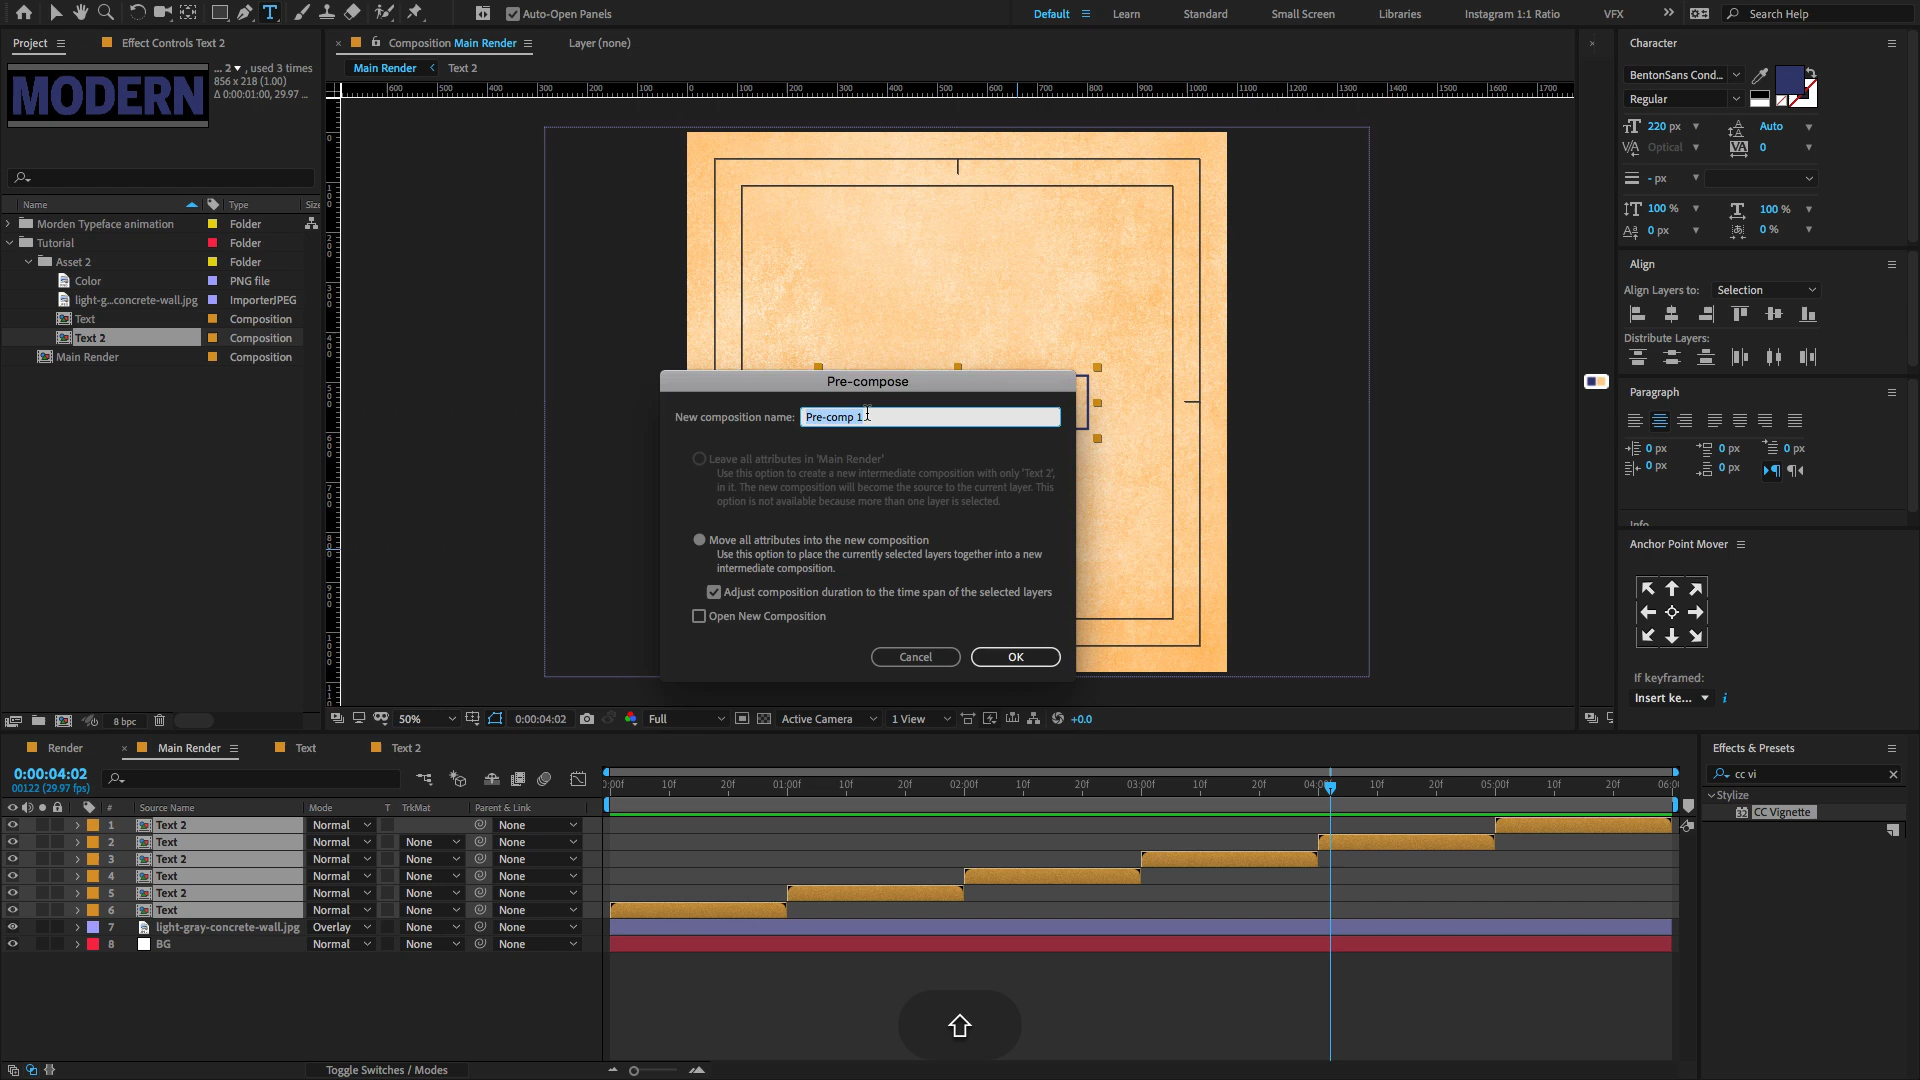 Auto-Open Panels
Default
Learn
Standard
Small Screen
Libraries
Instagram 1:1 Ratio
VFX
Search Help
Project
Effect Controls Text 2
Composition Main Render
Layer (none)
Main Render
Text 2
MODERN
... 2 , used 3 times
856 x 218 (1.00)
Δ 0:00:01:00, 29.97 ...
Name
Type
Size
Morden Typeface animation
Folder
Tutorial
Folder
Asset 2
Folder
Color
PNG file
light-g...concrete-wall.jpg
ImporterJPEG
Text
Composition
Text 2
Composition
Main Render
Composition
8 bpc
Pre-compose
New composition name:
Pre-comp 1
Leave all attributes in 'Main Render'
Use this option to create a new intermediate composition with only 'Text 2',
in it. The new composition will become the source to the current layer. This
option is not available because more than one layer is selected.
Move all attributes into the new composition
Use this option to place the currently selected layers together into a new
intermediate composition.
Adjust composition duration to the time span of the selected layers
Open New Composition
Cancel
OK
50%
0:00:04:02
Full
Active Camera
1 View
+0.0
Character
BentonSans Cond...
Regular
220 px
Auto
Optical
0
- px
100 %
100 %
0 px
0 %
Align
Align Layers to:
Selection
Distribute Layers:
Paragraph
0 px
0 px
0 px
0 px
0 px
Info
Anchor Point Mover
If keyframed:
Insert ke...
Render
Main Render
Text
Text 2
0:00:04:02
00122 (29.97 fps)
#
Source Name
Mode
T
TrkMat
Parent & Link
1 Text 2 Normal None
2 Text Normal None None
3 Text 2 Normal None None
4 Text Normal None None
5 Text 2 Normal None None
6 Text Normal None None
7 light-gray-concrete-wall.jpg Overlay None None
8 BG Normal None None
Toggle Switches / Modes
Effects & Presets
cc vi
Stylize
CC Vignette